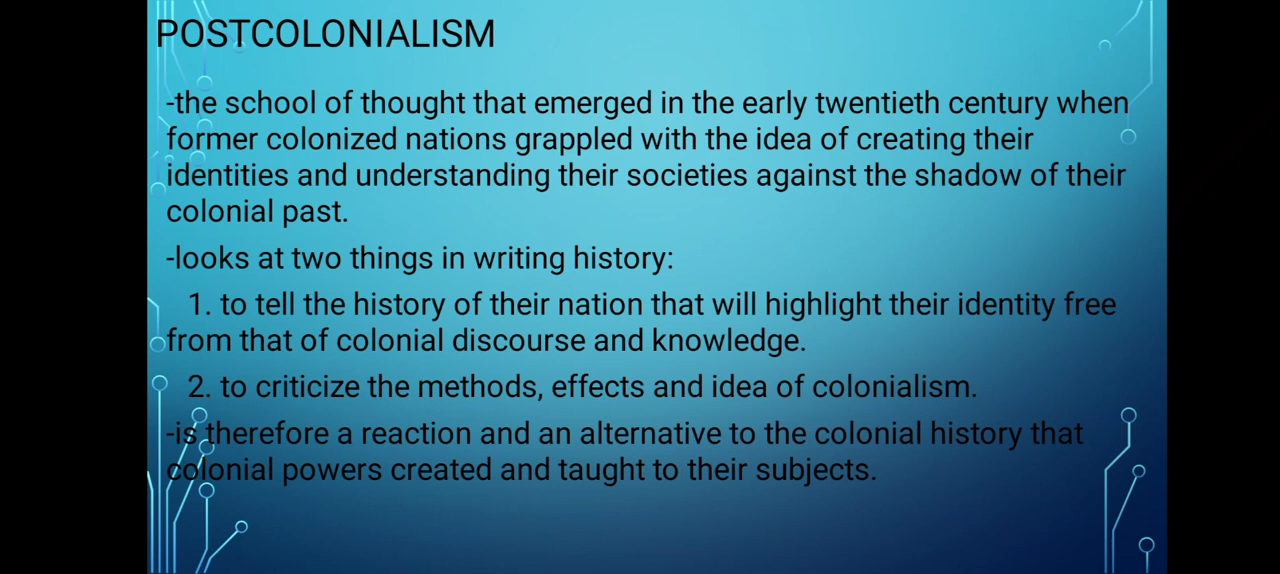 POSTCOLONIALISM
-the school of thought that emerged in the early twentieth century when
former colonized nations grappled with the idea of creating their
identities and understanding their societies against the shadow of their
colonial past.
-looks at two things in writing history:
1. to tell the history of their nation that will highlight their identity free
from that of colonial discourse and knowledge.
2. to criticize the methods, effects and idea of colonialism.
-is therefore a reaction and an alternative to the colonial history that
colonial powers created and taught to their subjects.